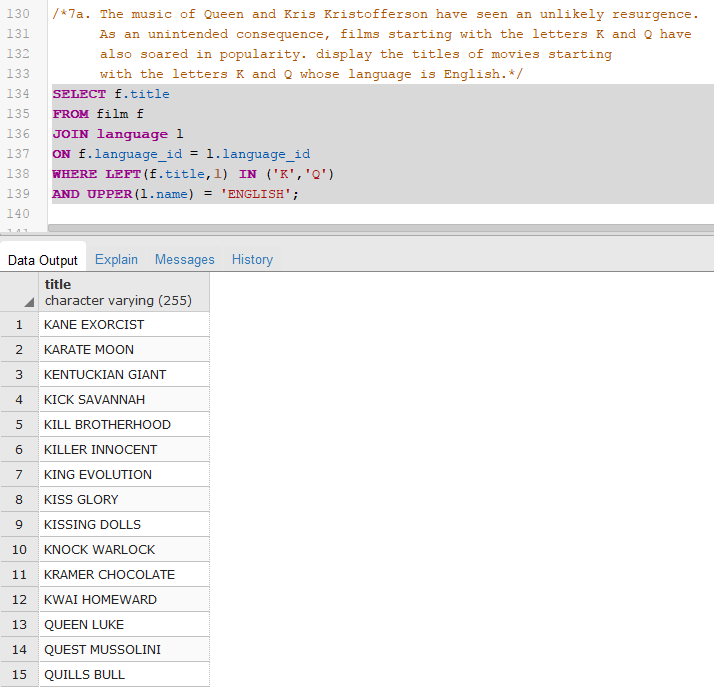 130 /*7a. The music of Queen and Kris Kristofferson have seen an unlikely resurgence.
131 As an unintended consequence, films starting with the letters K and Q have
132 also soared in popularity. display the titles of movies starting
133 with the letters K and Q whose language is English.*/
134 SELECT f.title
135 FROM film f
136 JOIN language l
137 ON f.language_id = l.language_id
138 WHERE LEFT(f.title,1) IN ('K','Q')
139 AND UPPER(l.name) = 'ENGLISH';
140
Data Output Explain Messages History
title
character varying (255)
1 KANE EXORCIST
2 KARATE MOON
3 KENTUCKIAN GIANT
4 KICK SAVANNAH
5 KILL BROTHERHOOD
6 KILLER INNOCENT
7 KING EVOLUTION
8 KISS GLORY
9 KISSING DOLLS
10 KNOCK WARLOCK
11 KRAMER CHOCOLATE
12 KWAI HOMEWARD
13 QUEEN LUKE
14 QUEST MUSSOLINI
15 QUILLS BULL